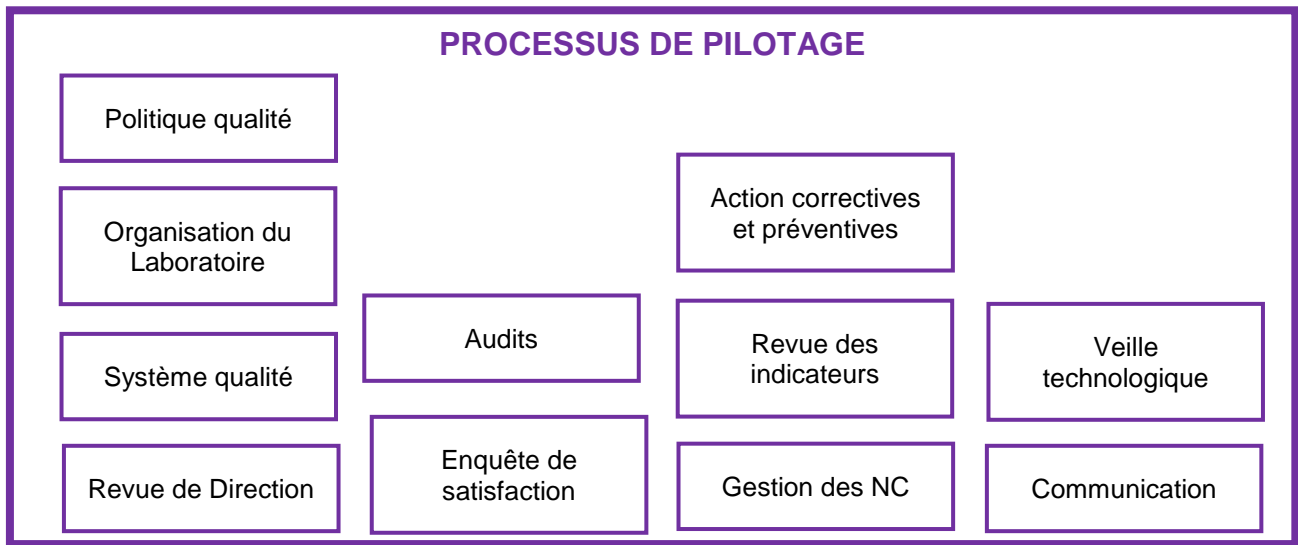 PROCESSUS DE PILOTAGE
Politique qualité
Organisation du
Laboratoire
Système qualité
Revue de Direction
Audits
Enquête de
satisfaction
Action correctives
et préventives
Revue des
indicateurs
Gestion des NC
Veille
technologique
Communication